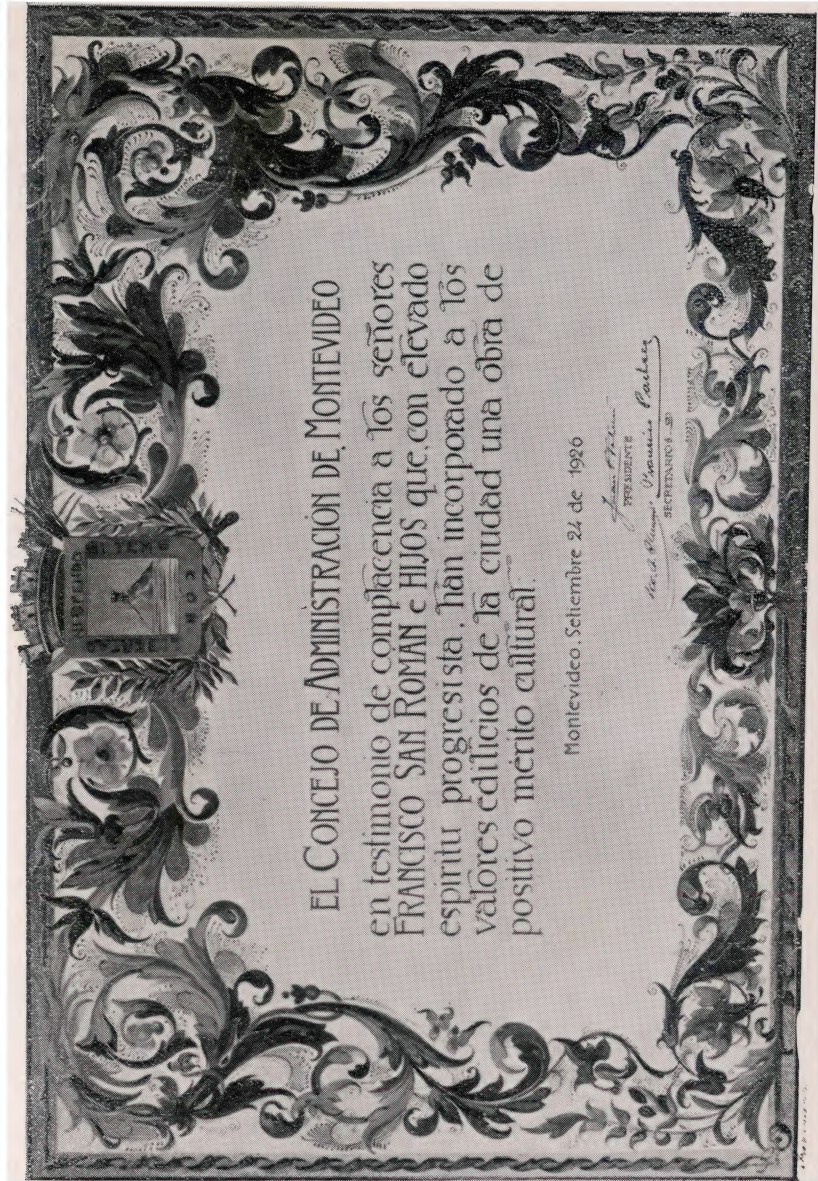 EL CONCEJO DE ADMINISTRACIÓN DE MONTEVIDEO
en testimonio de complacencia a los señores
FRANCISCO SAN ROMÁN e HIJOS que, con elevado
espiritu progresista, han incorporado a los
valores edilicios de la ciudad una obra de
positivo mérito cultural.
Montevideo, Setiembre 24 de 1926
PRESIDENTE
SECRETARIOS